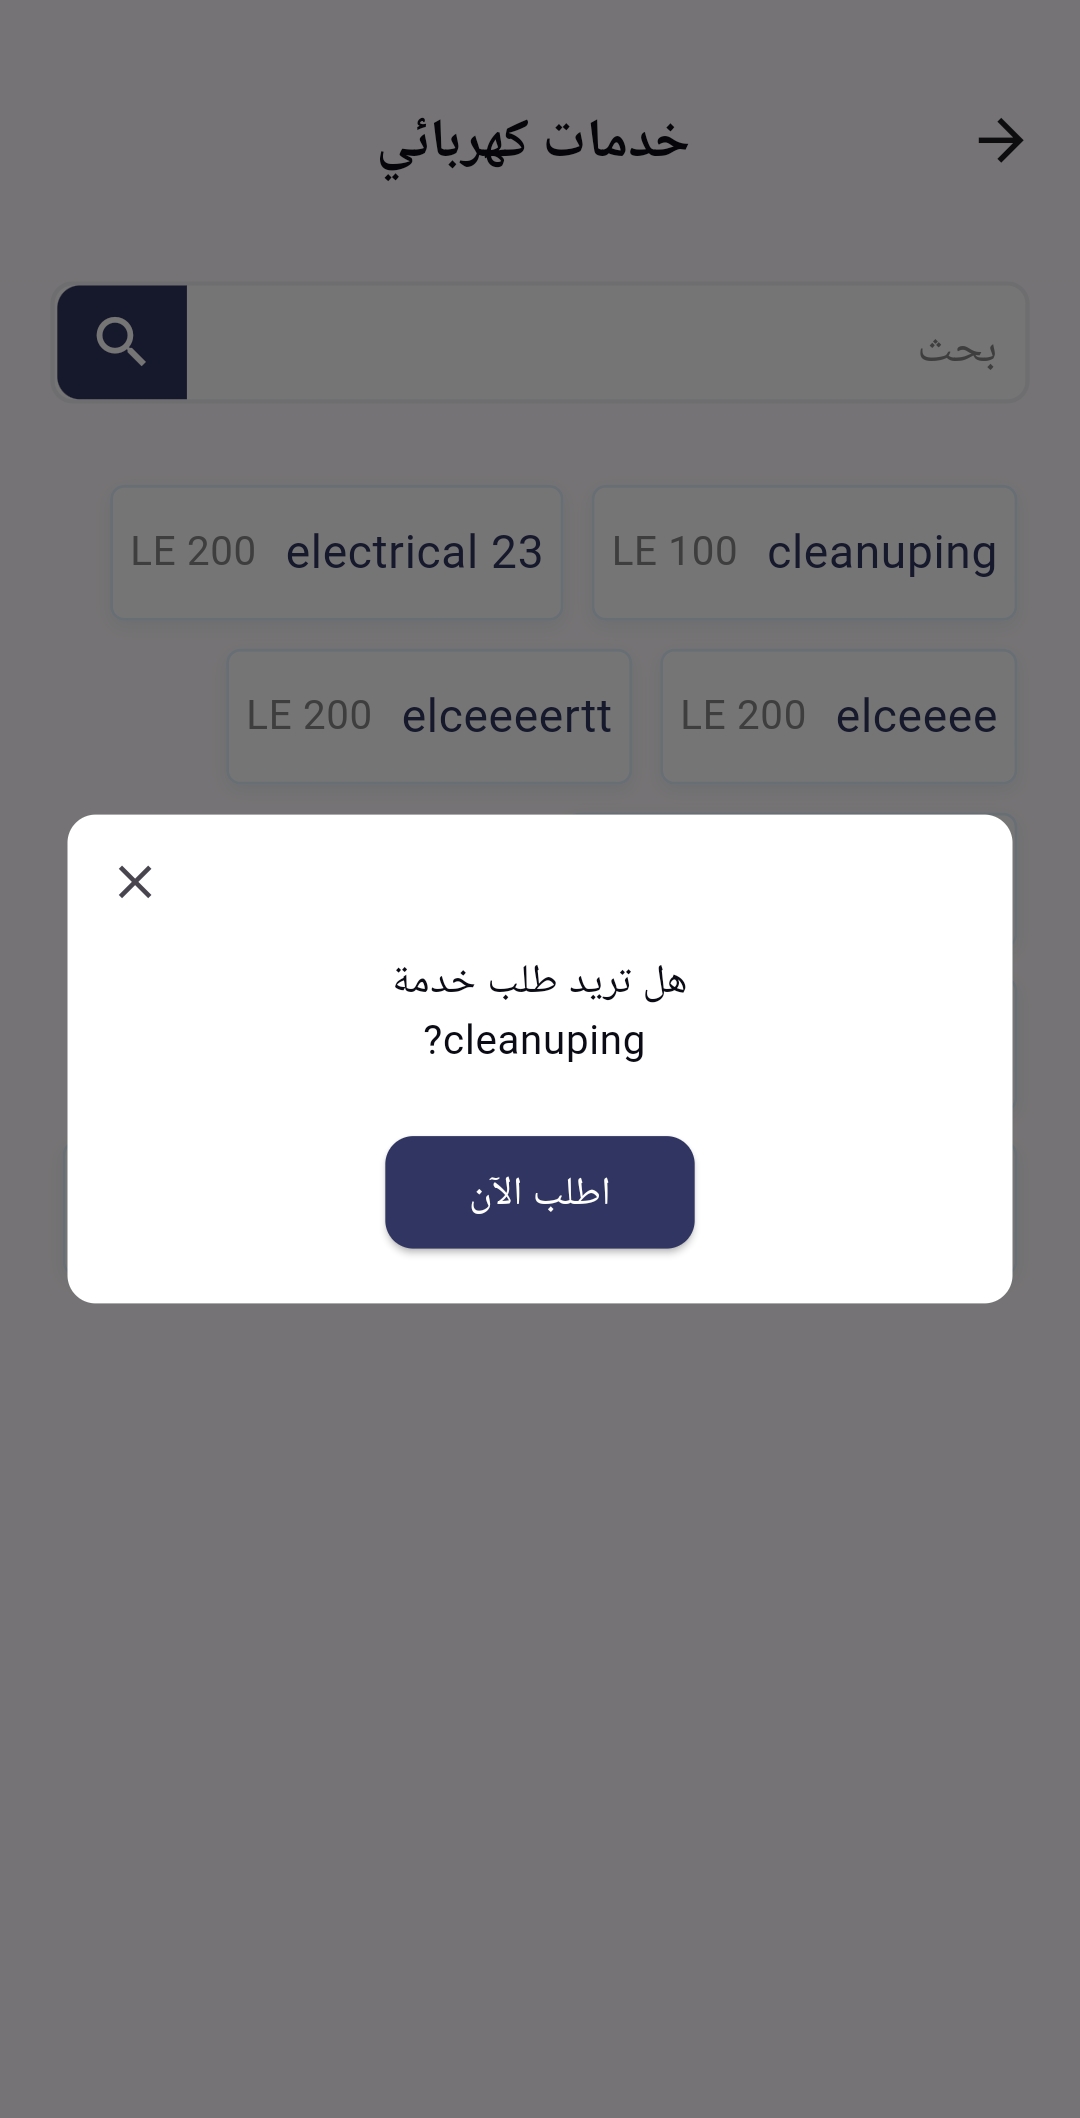 خدمات كهربائي
بحث
cleanuping LE 100
electrical 23 LE 200
elceeee LE 200
elceeeertt LE 200
هل تريد طلب خدمة
cleanuping?
اطلب الآن